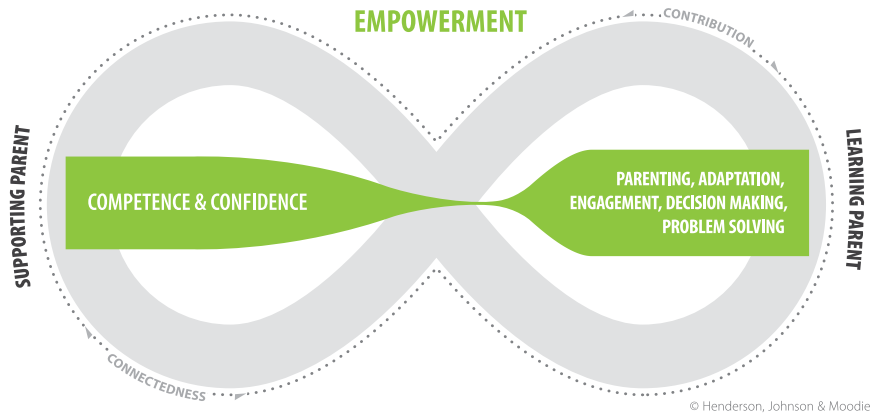 EMPOWERMENT
CONTRIBUTION
SUPPORTING PARENT
COMPETENCE & CONFIDENCE
PARENTING, ADAPTATION,
ENGAGEMENT, DECISION MAKING,
PROBLEM SOLVING
LEARNING PARENT
CONNECTEDNESS
© Henderson, Johnson & Moodie